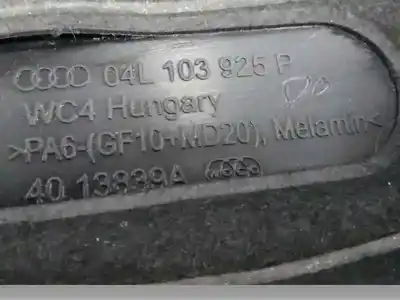 04L 103 925 P
WC4 Hungary
>PA6-(GF10+MD20), Melamin<
40 13839A